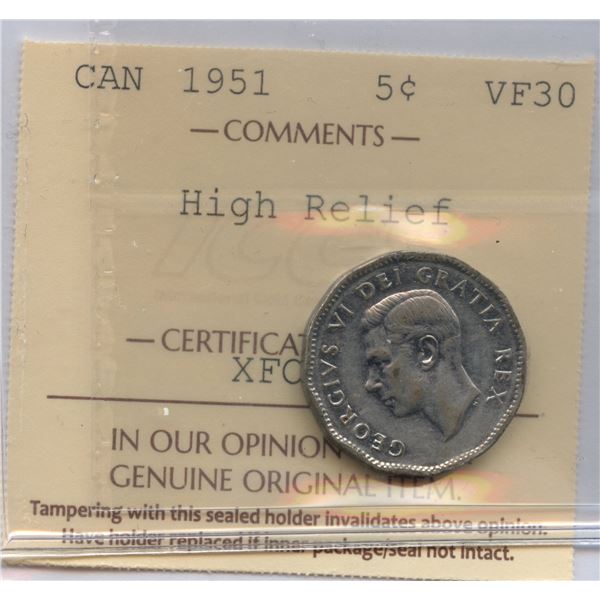 CAN 1951 5¢ VF30
— COMMENTS —
High Relief
GEORGIVS VI DEI GRATIA REX
— CERTIFICAT
XFC
IN OUR OPINION
GENUINE ORIGINAL ITEM.
Tampering with this sealed holder invalidates above opinion.
Have holder replaced if inner package/seal not intact.